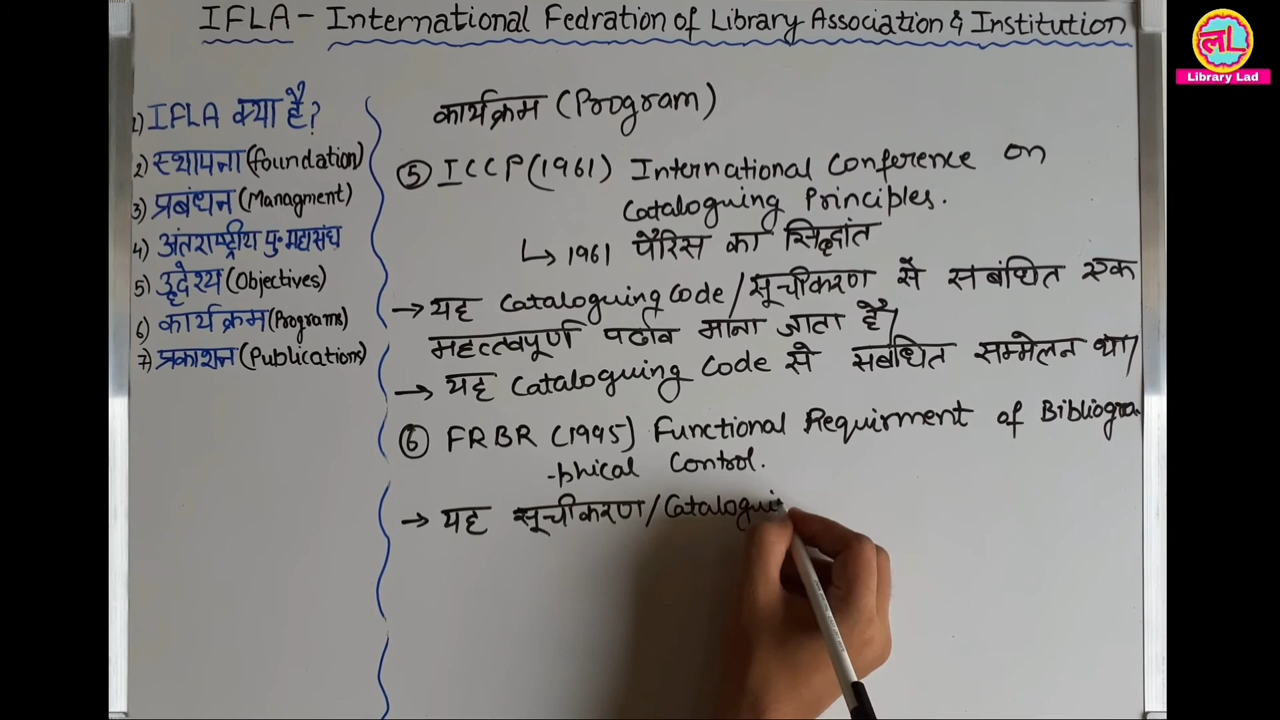 IFLA - International Fedration of Library Association & Institution
लL
Library Lad
1) IFLA क्या है?
2) स्थापना (foundation)
3) प्रबंधन (Managment)
4) अंतराष्ट्रीय पु॰ महासंघ
5) उद्देश्य (Objectives)
6) कार्यक्रम (Programs)
7) प्रकाशन (Publications)
कार्यक्रम (Program)
⑤ ICCP (1961) International Conference on
Cataloguing Principles.
↳ 1961 पेरिस का सिद्धांत
→ यह Cataloguing Code/सूचीकरण से सबंधित एक
महत्त्वपूर्ण पढाव माना जाता है।
→ यह Cataloguing Code से सबंधित सम्मेलन था।
⑥ FRBR (1995) Functional Requirment of Bibliogra
-phical Control.
→ यह सूचीकरण/Catalogui